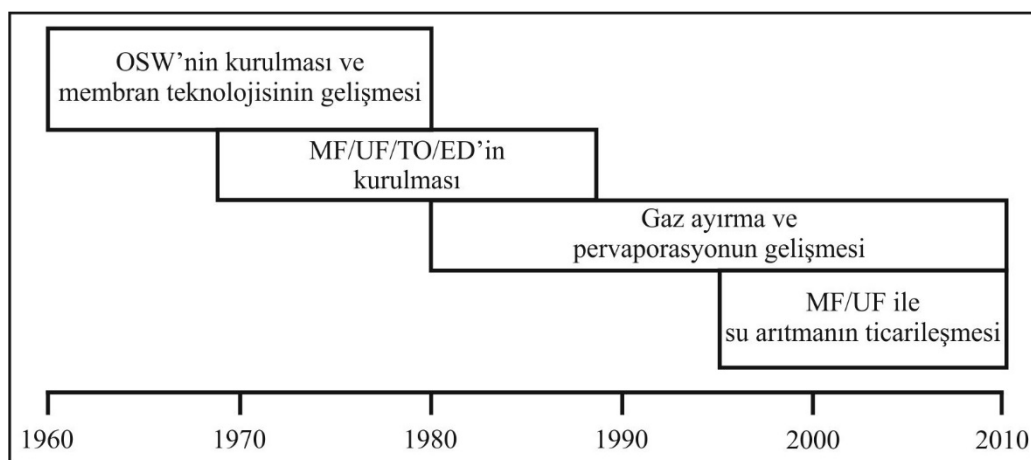 OSW’nin kurulması ve
membran teknolojisinin gelişmesi
MF/UF/TO/ED’in
kurulması
Gaz ayırma ve
pervaporasyonun gelişmesi
MF/UF ile
su arıtmanın ticarileşmesi
1960 1970 1980 1990 2000 2010